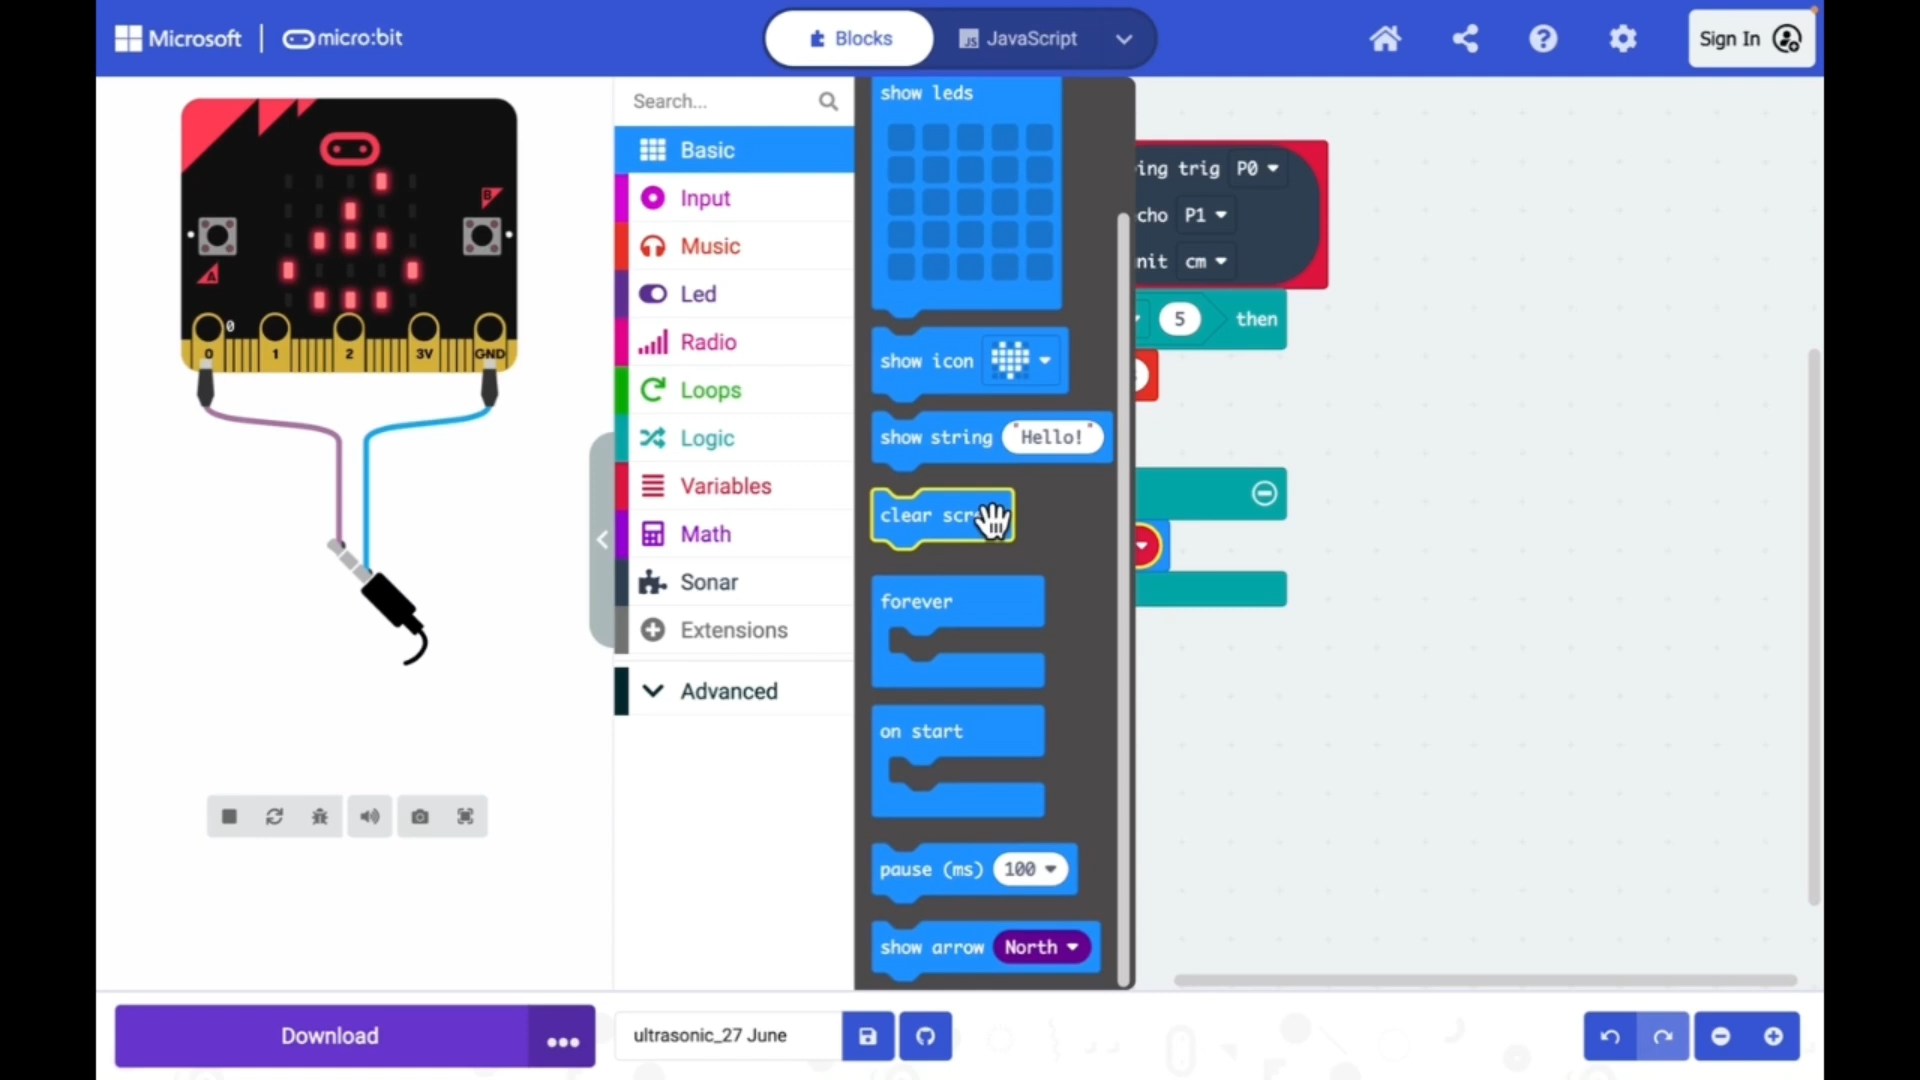 Microsoft | micro:bit
Blocks
JavaScript
Sign In
Search...
Basic
Input
Music
Led
Radio
Loops
Logic
Variables
Math
Sonar
Extensions
Advanced
show leds
show icon
show string "Hello!"
clear scr
forever
on start
pause (ms) 100
show arrow North
ing trig P0
cho P1
nit cm
5 then
B
A
0
0 1 2 3V GND
Download
ultrasonic_27 June